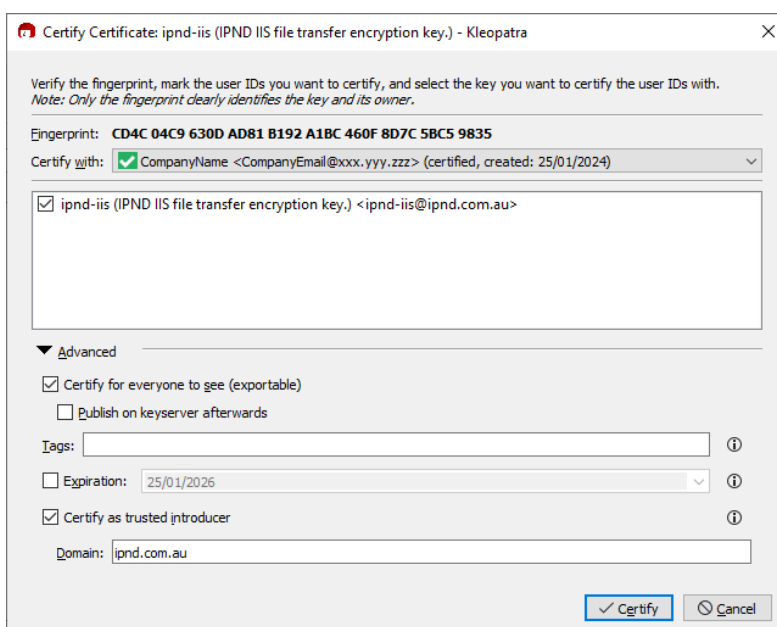 Certify Certificate: ipnd-iis (IPND IIS file transfer encryption key.) - Kleopatra
Verify the fingerprint, mark the user IDs you want to certify, and select the key you want to certify the user IDs with.
Note: Only the fingerprint clearly identifies the key and its owner.
Fingerprint: CD4C 04C9 630D AD81 B192 A1BC 460F 8D7C 5BC5 9835
Certify with: CompanyName <CompanyEmail@xxx.yyy.zzz> (certified, created: 25/01/2024)
ipnd-iis (IPND IIS file transfer encryption key.) <ipnd-iis@ipnd.com.au>
Advanced
Certify for everyone to see (exportable)
Publish on keyserver afterwards
Tags:
Expiration: 25/01/2026
Certify as trusted introducer
Domain: ipnd.com.au
Certify Cancel